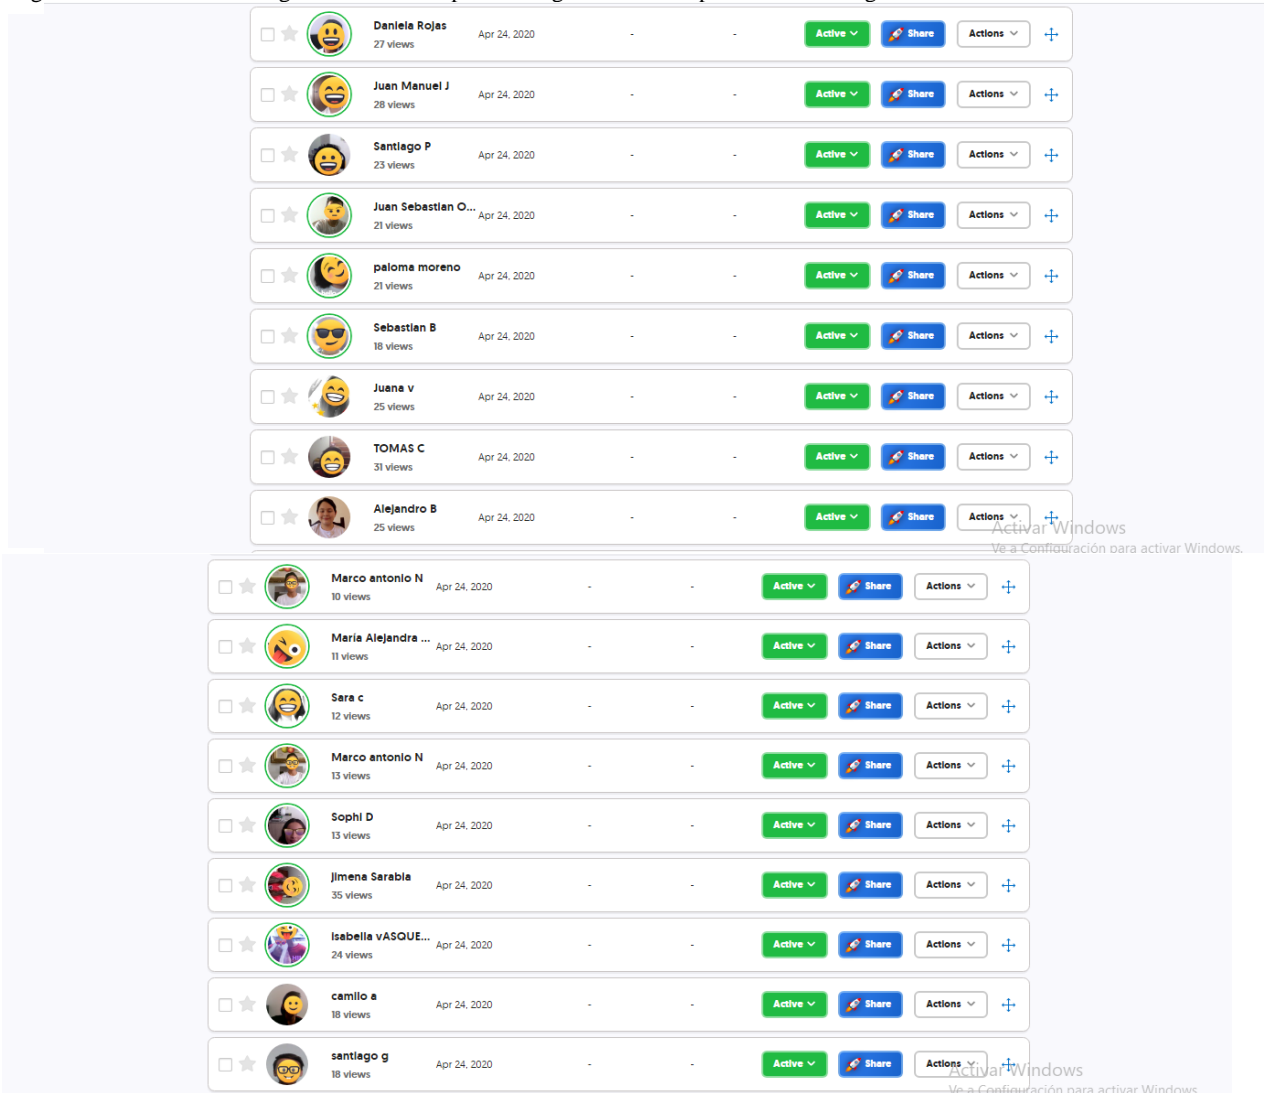 Daniela Rojas
27 views
Apr 24, 2020 - - Active Share Actions
Juan Manuel J
28 views
Apr 24, 2020 - - Active Share Actions
Santiago P
23 views
Apr 24, 2020 - - Active Share Actions
Juan Sebastian O...
21 views
Apr 24, 2020 - - Active Share Actions
paloma moreno
21 views
Apr 24, 2020 - - Active Share Actions
Sebastian B
18 views
Apr 24, 2020 - - Active Share Actions
Juana v
25 views
Apr 24, 2020 - - Active Share Actions
TOMAS C
31 views
Apr 24, 2020 - - Active Share Actions
Alejandro B
25 views
Apr 24, 2020 - - Active Share Actions
Activar Windows
Ve a Configuración para activar Windows.
Marco antonio N
10 views
Apr 24, 2020 - - Active Share Actions
María Alejandra ...
11 views
Apr 24, 2020 - - Active Share Actions
Sara c
12 views
Apr 24, 2020 - - Active Share Actions
Marco antonio N
13 views
Apr 24, 2020 - - Active Share Actions
Sophi D
13 views
Apr 24, 2020 - - Active Share Actions
jimena Sarabia
35 views
Apr 24, 2020 - - Active Share Actions
Isabella vASQUE...
24 views
Apr 24, 2020 - - Active Share Actions
camilo a
18 views
Apr 24, 2020 - - Active Share Actions
santiago g
18 views
Apr 24, 2020 - - Active Share Actions
Activar Windows
Ve a Configuración para activar Windows